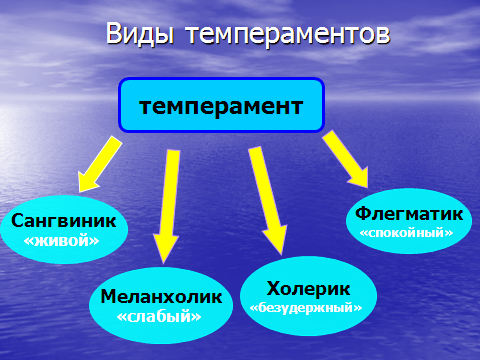 Виды темпераментов
темперамент
Сангвиник
«живой»
Меланхолик
«слабый»
Холерик
«безудержный»
Флегматик
«спокойный»